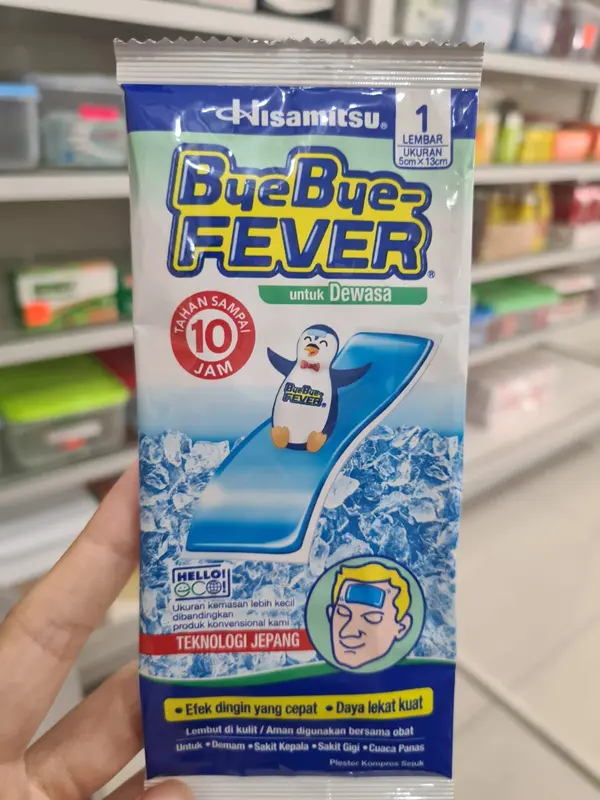 Hisamitsu®
1
LEMBAR
UKURAN
5cm×13cm
ByeBye-
FEVER®
untuk Dewasa
TAHAN SAMPAI
10
JAM
ByeBye-
FEVER®
HELLO!
eco!
Ukuran kemasan lebih kecil
dibandingkan
produk konvensional kami
TEKNOLOGI JEPANG
• Efek dingin yang cepat • Daya lekat kuat
Lembut di kulit / Aman digunakan bersama obat
Untuk • Demam • Sakit Kepala • Sakit Gigi • Cuaca Panas
Plester Kompres Sejuk